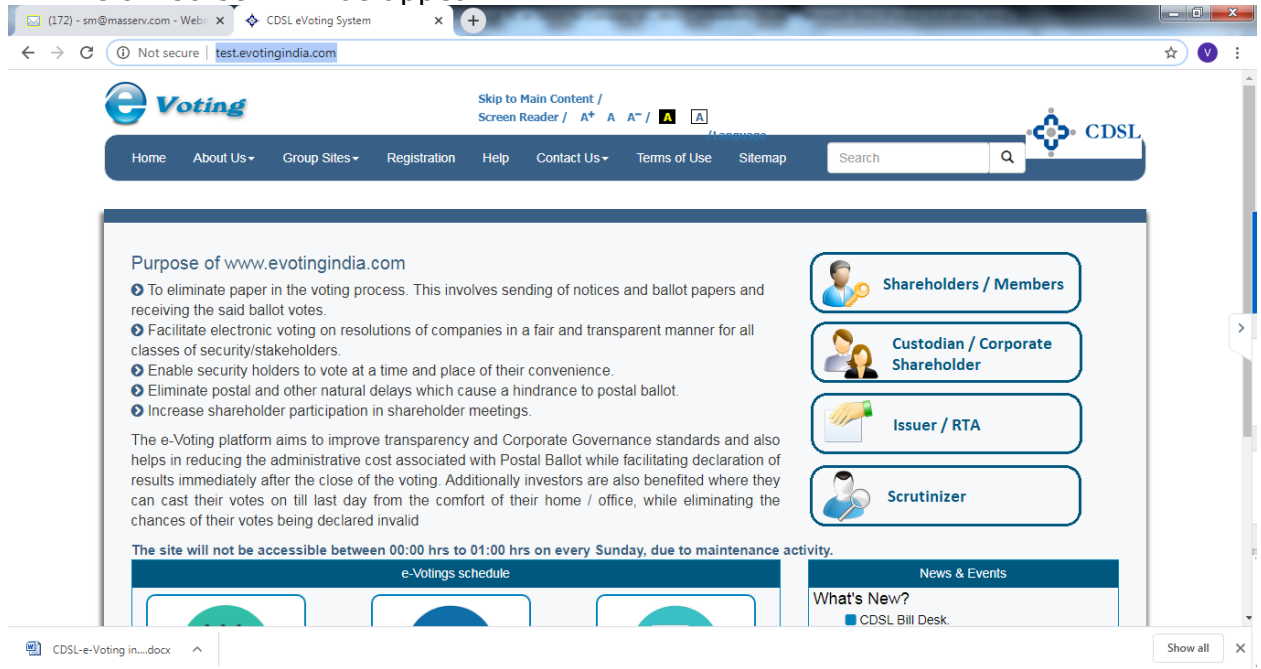 (172) - sm@masserv.com - Webm
CDSL eVoting System
Not secure | test.evotingindia.com
V
e Voting
Skip to Main Content /
Screen Reader / A+ A A- / A A
/Language
CDSL
Home About Us Group Sites Registration Help Contact Us Terms of Use Sitemap Search
Purpose of www.evotingindia.com
To eliminate paper in the voting process. This involves sending of notices and ballot papers and
receiving the said ballot votes.
Facilitate electronic voting on resolutions of companies in a fair and transparent manner for all
classes of security/stakeholders.
Enable security holders to vote at a time and place of their convenience.
Eliminate postal and other natural delays which cause a hindrance to postal ballot.
Increase shareholder participation in shareholder meetings.
The e-Voting platform aims to improve transparency and Corporate Governance standards and also
helps in reducing the administrative cost associated with Postal Ballot while facilitating declaration of
results immediately after the close of the voting. Additionally investors are also benefited where they
can cast their votes on till last day from the comfort of their home / office, while eliminating the
chances of their votes being declared invalid
Shareholders / Members
Custodian / Corporate
Shareholder
Issuer / RTA
Scrutinizer
The site will not be accessible between 00:00 hrs to 01:00 hrs on every Sunday, due to maintenance activity.
e-Votings schedule
News & Events
What's New?
CDSL Bill Desk.
CDSL-e-Voting in....docx
Show all